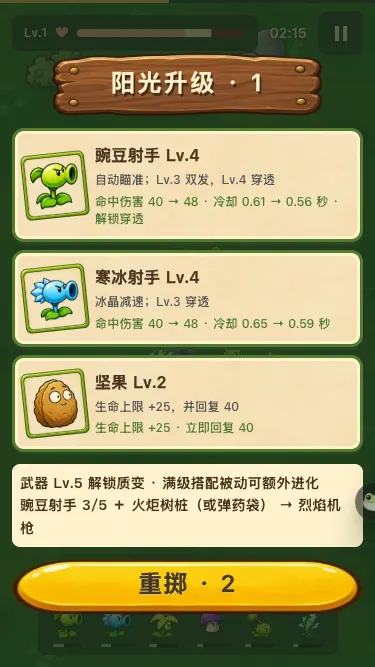 Lv.1
02:15
阳光升级 · 1
豌豆射手 Lv.4
自动瞄准；Lv.3 双发，Lv.4 穿透
命中伤害 40 → 48 · 冷却 0.61 → 0.56 秒 ·
解锁穿透
寒冰射手 Lv.4
冰晶减速；Lv.3 穿透
命中伤害 40 → 48 · 冷却 0.65 → 0.59 秒
坚果 Lv.2
生命上限 +25，并回复 40
生命上限 +25 · 立即回复 40
武器 Lv.5 解锁质变 · 满级搭配被动可额外进化
豌豆射手 3/5 + 火炬树桩（或弹药袋） → 烈焰机
枪
重掷 · 2